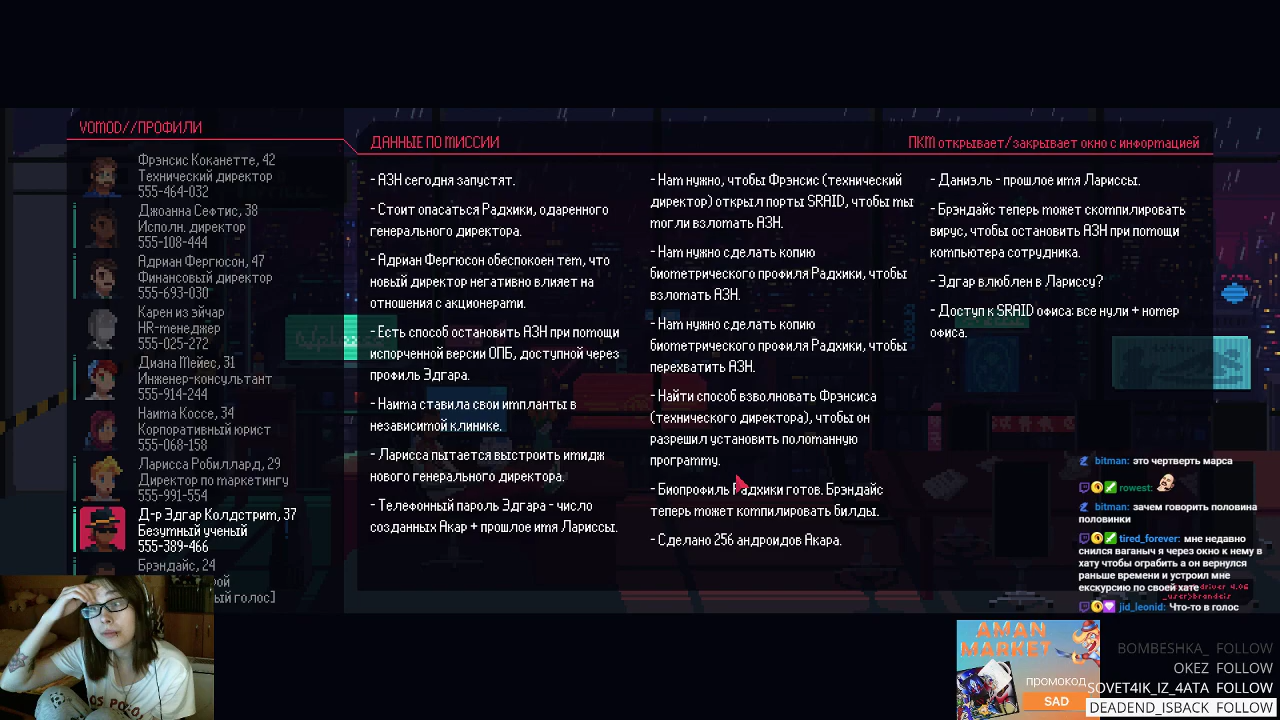 VOMOD//ПРОФИЛИ
Фрэнсис Коканетте, 42
Технический директор
555-464-032
Джоанна Сефтис, 38
Исполн. директор
555-108-444
Адриан Фергюсон, 47
Финансовый директор
555-693-030
Карен из эйчар
HR-менеджер
555-025-272
Диана Мейес, 31
Инженер-консультант
555-914-244
Наима Коссе, 34
Корпоративный юрист
555-068-158
Ларисса Робиллард, 29
Директор по маркетингу
555-991-554
Д-р Эдгар Колдстрим, 37
Безумный ученый
555-389-466
Брэндайс, 24
рой
ый голос]
ДАННЫЕ ПО МИССИИ
ПКМ открывает/закрывает окно с информацией
- АЗН сегодня запустят.
- Стоит опасаться Радхики, одаренного
генерального директора.
- Адриан Фергюсон обеспокоен тем, что
новый директор негативно влияет на
отношения с акционерами.
- Есть способ остановить АЗН при помощи
испорченной версии ОПБ, доступной через
профиль Эдгара.
- Наима ставила свои импланты в
независимой клинике.
- Ларисса пытается выстроить имидж
нового генерального директора.
- Телефонный пароль Эдгара - число
созданных Акар + прошлое имя Лариссы.
- Нам нужно, чтобы Фрэнсис (технический
директор) открыл порты SRAID, чтобы мы
могли взломать АЗН.
- Нам нужно сделать копию
биометрического профиля Радхики, чтобы
взломать АЗН.
- Нам нужно сделать копию
биометрического профиля Радхики, чтобы
перехватить АЗН.
- Найти способ взволновать Фрэнсиса
(технического директора), чтобы он
разрешил установить поломанную
программу.
- Биопрофиль Радхики готов. Брэндайс
теперь может компилировать билды.
- Сделано 256 андроидов Акара.
- Даниэль - прошлое имя Лариссы.
- Брэндайс теперь может скомпилировать
вирус, чтобы остановить АЗН при помощи
компьютера сотрудника.
- Эдгар влюблен в Лариссу?
- Доступ к SRAID офиса: все нули + номер
офиса.
bitman: это чертверть марса
rowest:
bitman: зачем говорить половина
половинки
tired_forever: мне недавно
снился ваганыч я через окно к нему в
хату чтобы ограбить а он вернулся
раньше времени и устроил мне
екскурсию по своей хате
jid_leonid: Что-то в голос
AMAN
MARKET
промокод
SAD
BOMBESHKA_ FOLLOW
OKEZ FOLLOW
SOVET4IK_IZ_4ATA FOLLOW
DEADEND_ISBACK FOLLOW